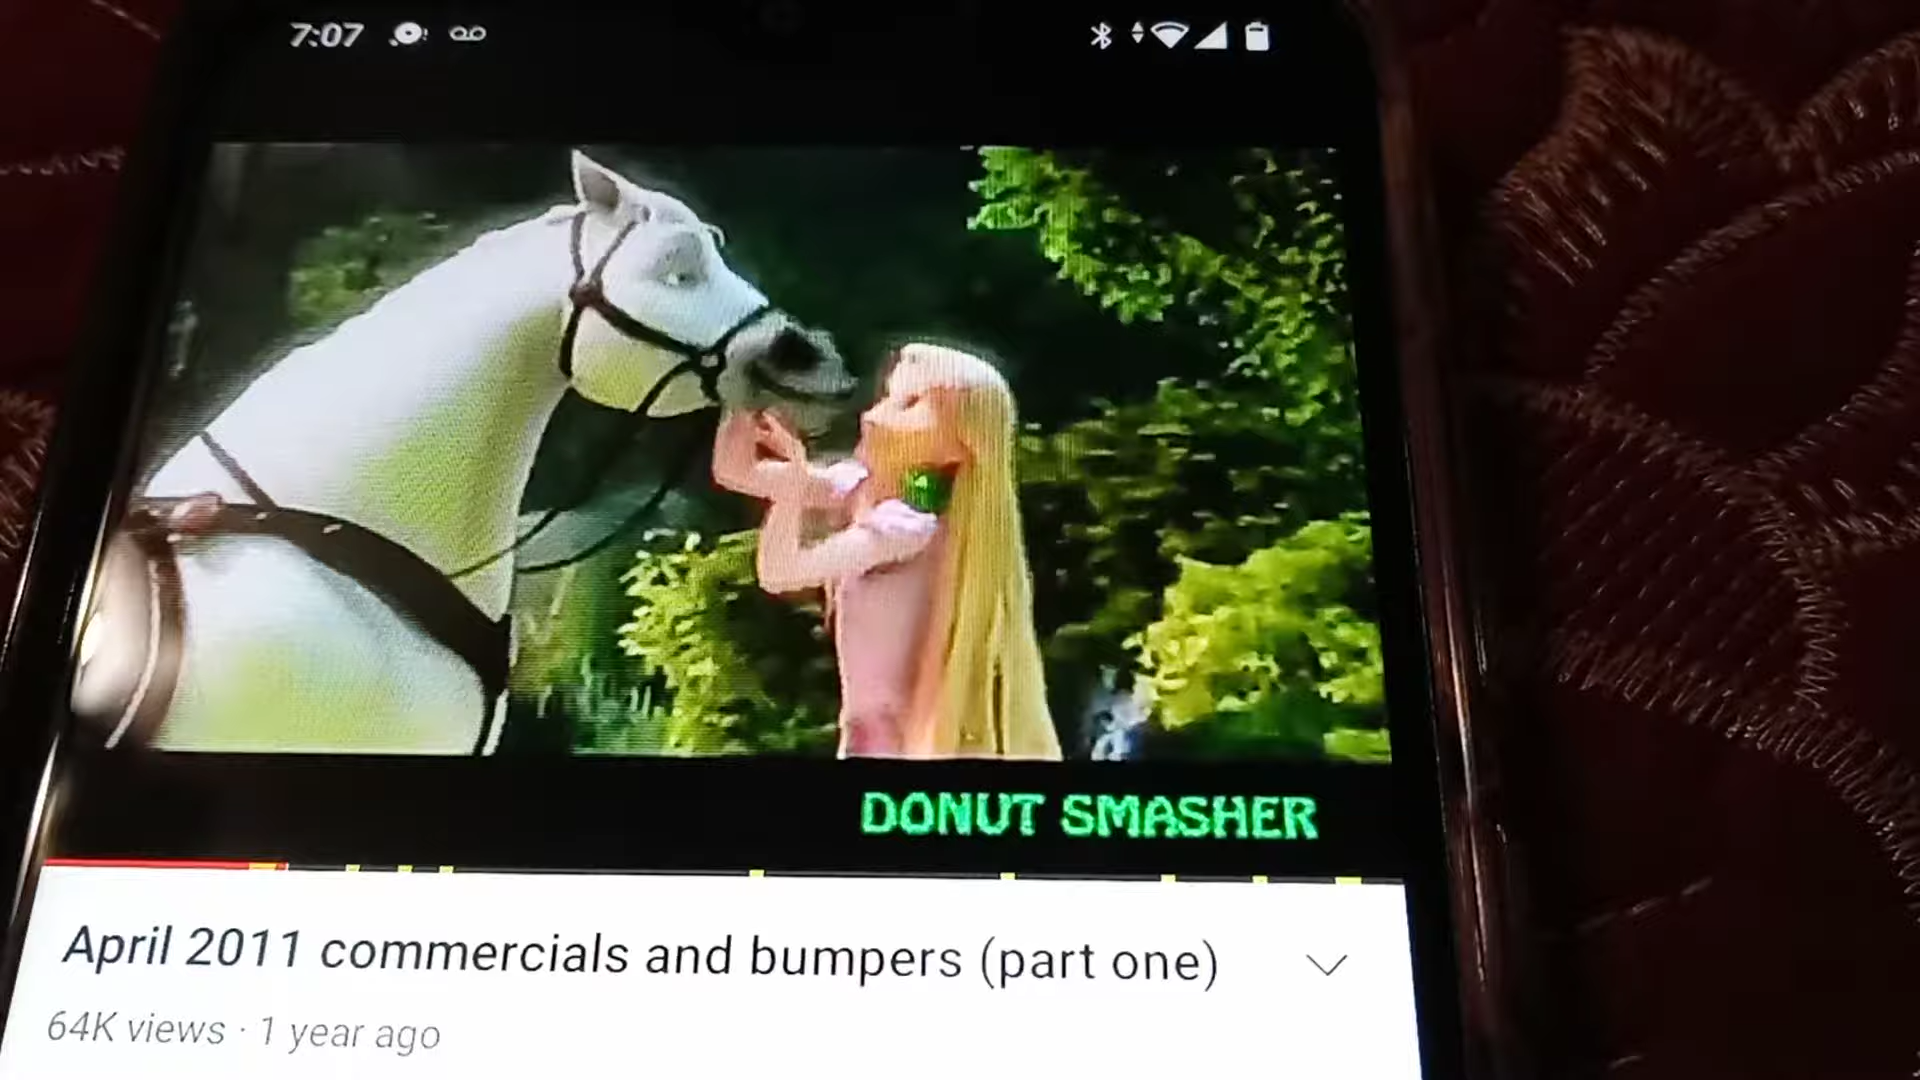 7:07
DONUT SMASHER
April 2011 commercials and bumpers (part one)
64K views · 1 year ago